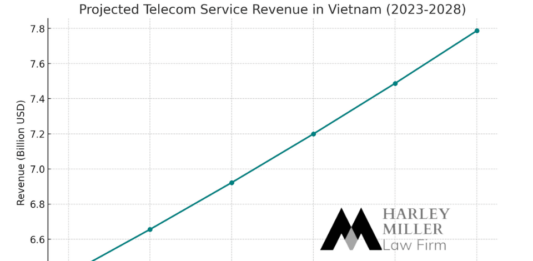 Projected Telecom Service Revenue in Vietnam (2023-2028)
7.8
7.6
7.4
7.2
7.0
6.8
6.6
Revenue (Billion USD)
HARLEY
MILLER
Law Firm